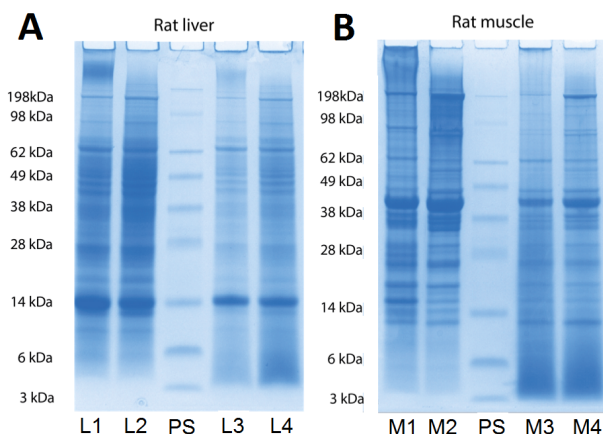 A
Rat liver
198kDa
98 kDa
62 kDa
49 kDa
38 kDa
28 kDa
14 kDa
6 kDa
3 kDa
L1 L2 PS L3 L4
B
Rat muscle
198kDa
98 kDa
62 kDa
49 kDa
38 kDa
28 kDa
14 kDa
6 kDa
3 kDa
M1 M2 PS M3 M4